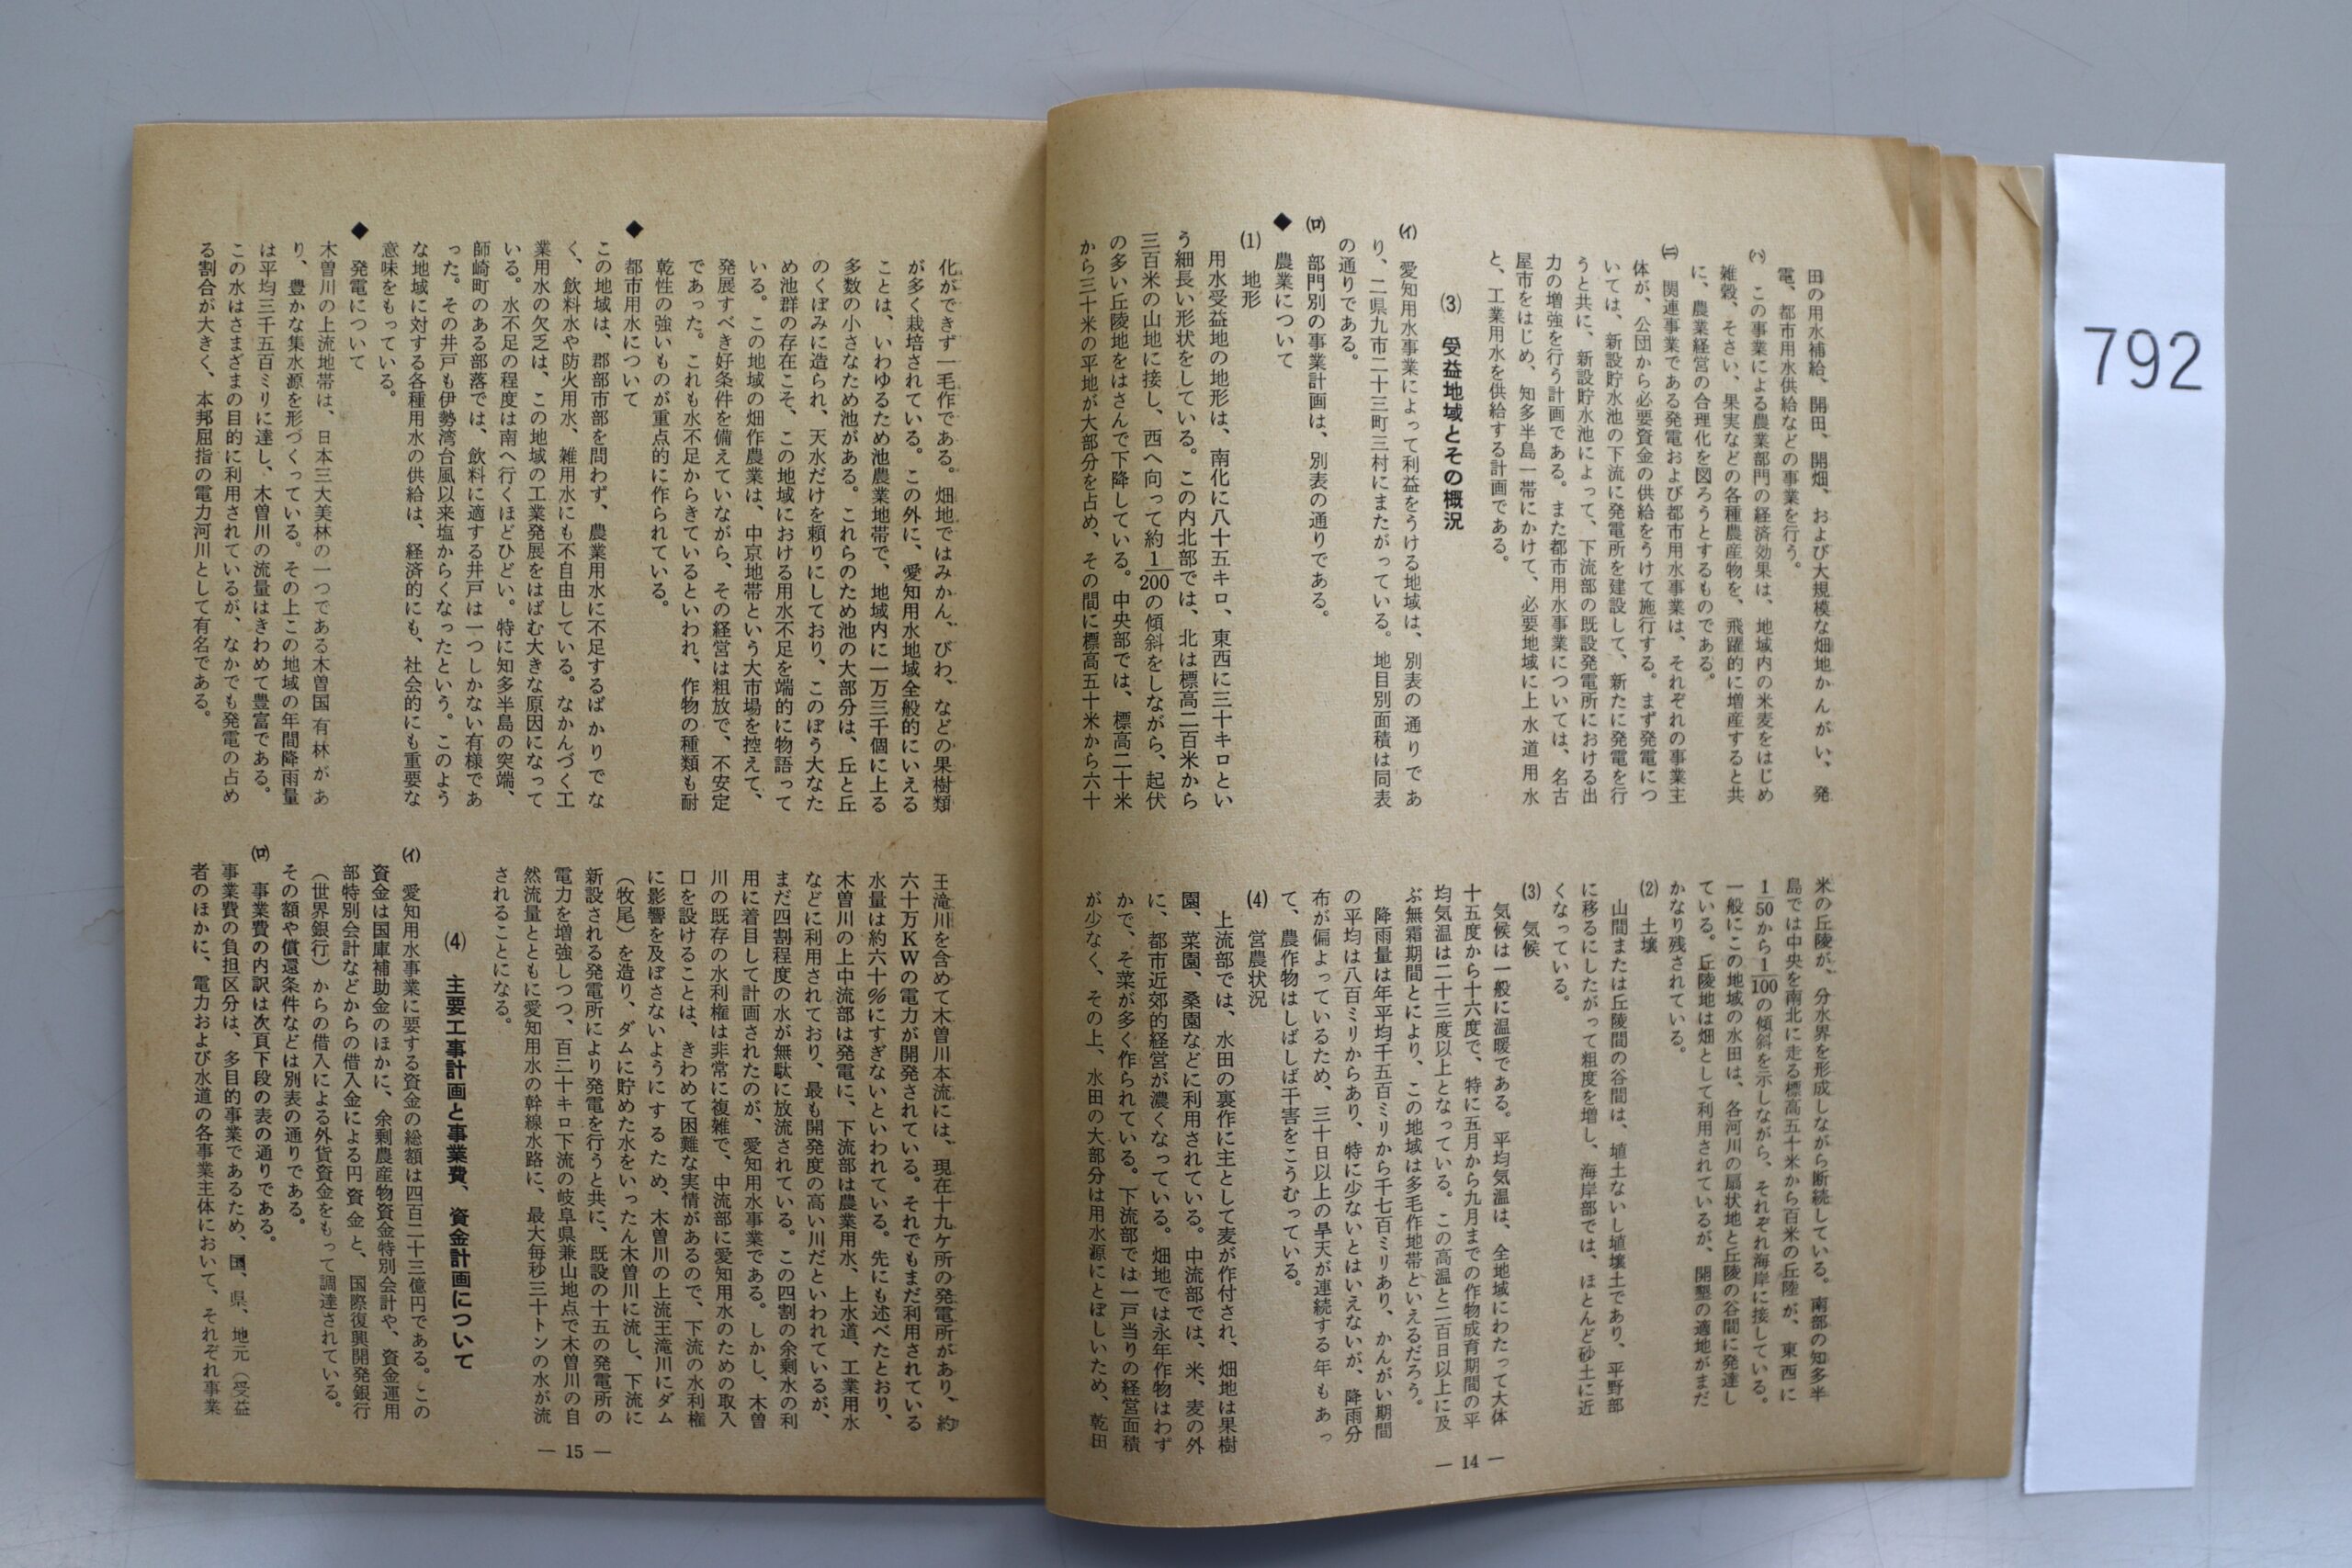 田の用水補給、開田、開畑、および大規模な畑地かんがい、発
電、都市用水供給などの事業を行う。
(ハ) この事業による農業部門の経済効果は、地域内の米麦をはじめ
雑穀、そさい、果実などの各種農産物を、飛躍的に増産すると共
に、農業経営の合理化を図ろうとするものである。
(ニ) 関連事業である発電および都市用水事業は、それぞれの事業主
体が、公団から必要資金の供給をうけて施行する。まず発電につ
いては、新設貯水池の下流に発電所を建設して、新たに発電を行
うと共に、新設貯水池によって、下流部の既設発電所における出
力の増強を行う計画である。また都市用水事業については、名古
屋市をはじめ、知多半島一帯にかけて、必要地域に上水道用水
と、工業用水を供給する計画である。
(3) 受益地域とその概況
(イ) 愛知用水事業によって利益をうける地域は、別表の通りであ
り、二県九市二十三町三村にまたがっている。地目別面積は同表
の通りである。
(ロ) 部門別の事業計画は、別表の通りである。
◆ 農業について
(1) 地形
用水受益地の地形は、南化に八十五キロ、東西に三十キロとい
う細長い形状をしている。この内北部では、北は標高二百米から
三百米の山地に接し、西へ向って約1/200の傾斜をしながら、起伏
の多い丘陵地をはさんで下降している。中央部では、標高二十米
から三十米の平地が大部分を占め、その間に標高五十米から六十
米の丘陵が、分水界を形成しながら断続している。南部の知多半
島では中央を南北に走る標高五十米から百米の丘陸が、東西に
1/50から1/100の傾斜を示しながら、それぞれ海岸に接している。
一般にこの地域の水田は、各河川の扇状地と丘陵の谷間に発達し
ている。丘陵地は畑として利用されているが、開墾の適地がまだ
かなり残されている。
(2) 土壌
山間または丘陵間の谷間は、埴土ないし埴壌土であり、平野部
に移るにしたがって粗度を増し、海岸部では、ほとんど砂土に近
くなっている。
(3) 気候
気候は一般に温暖である。平均気温は、全地域にわたって大体
十五度から十六度で、特に五月から九月までの作物成育期間の平
均気温は二十三度以上となっている。この高温と二百日以上に及
ぶ無霜期間とにより、この地域は多毛作地帯といえるだろう。
降雨量は年平均千五百ミリから千七百ミリあり、かんがい期間
の平均は八百ミリからあり、特に少ないとはいえないが、降雨分
布が偏よっているため、三十日以上の旱天が連続する年もあっ
て、農作物はしばしば干害をこうむっている。
(4) 営農状況
上流部では、水田の裏作に主として麦が作付され、畑地は果樹
園、菜園、桑園などに利用されている。中流部では、米、麦の外
に、都市近郊的経営が濃くなっている。畑地では永年作物はわず
かで、そ菜が多く作られている。下流部では一戸当りの経営面積
が少なく、その上、水田の大部分は用水源にとぼしいため、乾田
— 14 —
化ができず一毛作である。畑地ではみかん、びわ、などの果樹類
が多く栽培されている。この外に、愛知用水地域全般的にいえる
ことは、いわゆるため池農業地帯で、地域内に一万三千個に上る
多数の小さなため池がある。これらのため池の大部分は、丘と丘
のくぼみに造られ、天水だけを頼りにしており、このぼう大なた
め池群の存在こそ、この地域における用水不足を端的に物語って
いる。この地域の畑作農業は、中京地帯という大市場を控えて、
発展すべき好条件を備えていながら、その経営は粗放で、不安定
であった。これも水不足からきているといわれ、作物の種類も耐
乾性の強いものが重点的に作られている。
◆ 都市用水について
この地域は、郡部市部を問わず、農業用水に不足するばかりでな
く、飲料水や防火用水、雑用水にも不自由している。なかんづく工
業用水の欠乏は、この地域の工業発展をはばむ大きな原因になって
いる。水不足の程度は南へ行くほどひどい。特に知多半島の突端、
師崎町のある部落では、飲料に適する井戸は一つしかない有様であ
った。その井戸も伊勢湾台風以来塩からくなったという。このよう
な地域に対する各種用水の供給は、経済的にも、社会的にも重要な
意味をもっている。
◆ 発電について
木曽川の上流地帯は、日本三大美林の一つである木曽国有林があ
り、豊かな集水源を形づくっている。その上この地域の年間降雨量
は平均三千五百ミリに達し、木曽川の流量はきわめて豊富である。
この水はさまざまの目的に利用されているが、なかでも発電の占め
る割合が大きく、本邦屈指の電力河川として有名である。
王滝川を含めて木曽川本流には、現在十九ケ所の発電所があり、約
六十万KWの電力が開発されている。それでもまだ利用されている
水量は約六十%にすぎないといわれている。先にも述べたとおり、
木曽川の上中流部は発電に、下流部は農業用水、上水道、工業用水
などに利用されており、最も開発度の高い川だといわれているが、
まだ四割程度の水が無駄に放流されている。この四割の余剰水の利
用に着目して計画されたのが、愛知用水事業である。しかし、木曽
川の既存の水利権は非常に複雑で、中流部に愛知用水のための取入
口を設けることは、きわめて困難な実情があるので、下流の水利権
に影響を及ぼさないようにするため、木曽川の上流王滝川にダム
(牧尾)を造り、ダムに貯めた水をいったん木曽川に流し、下流に
新設される発電所により発電を行うと共に、既設の十五の発電所の
電力を増強しつつ、百二十キロ下流の岐阜県兼山地点で木曽川の自
然流量とともに愛知用水の幹線水路に、最大毎秒三十トンの水が流
されることになる。
(4) 主要工事計画と事業費、資金計画について
(イ) 愛知用水事業に要する資金の総額は四百二十三億円である。この
資金は国庫補助金のほかに、余剰農産物資金特別会計や、資金運用
部特別会計などからの借入金による円資金と、国際復興開発銀行
(世界銀行)からの借入による外貨資金をもって調達されている。
その額や償還条件などは別表の通りである。
(ロ) 事業費の内訳は次頁下段の表の通りである。
事業費の負担区分は、多目的事業であるため、国、県、地元(受益
者のほかに、電力および水道の各事業主体において、それぞれ事業
— 15 —
792